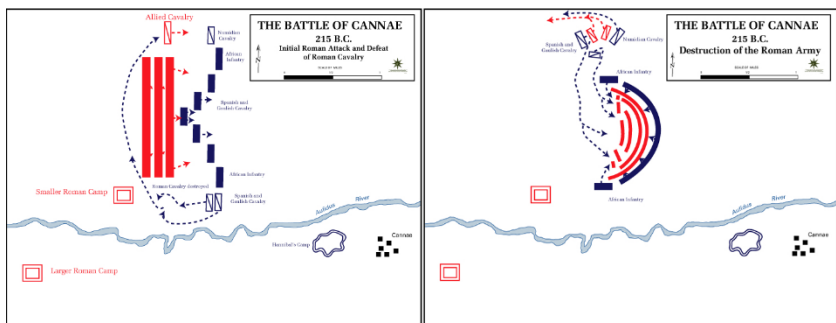 Allied Cavalry
Numidian
Cavalry
African
Infantry
THE BATTLE OF CANNAE
215 B.C.
Initial Roman Attack and Defeat
of Roman Cavalry
N
Spanish and
Gaulish Cavalry
African Infantry
Roman Cavalry destroyed
Spanish and
Gaulish Cavalry
Smaller Roman Camp
Aufidus River
Hannibal's Camp
Cannae
Larger Roman Camp
THE BATTLE OF CANNAE
215 B.C.
Destruction of the Roman Army
N
Spanish and
Gaulish Cavalry
Numidian Cavalry
African Infantry
African Infantry
Aufidus River
Cannae